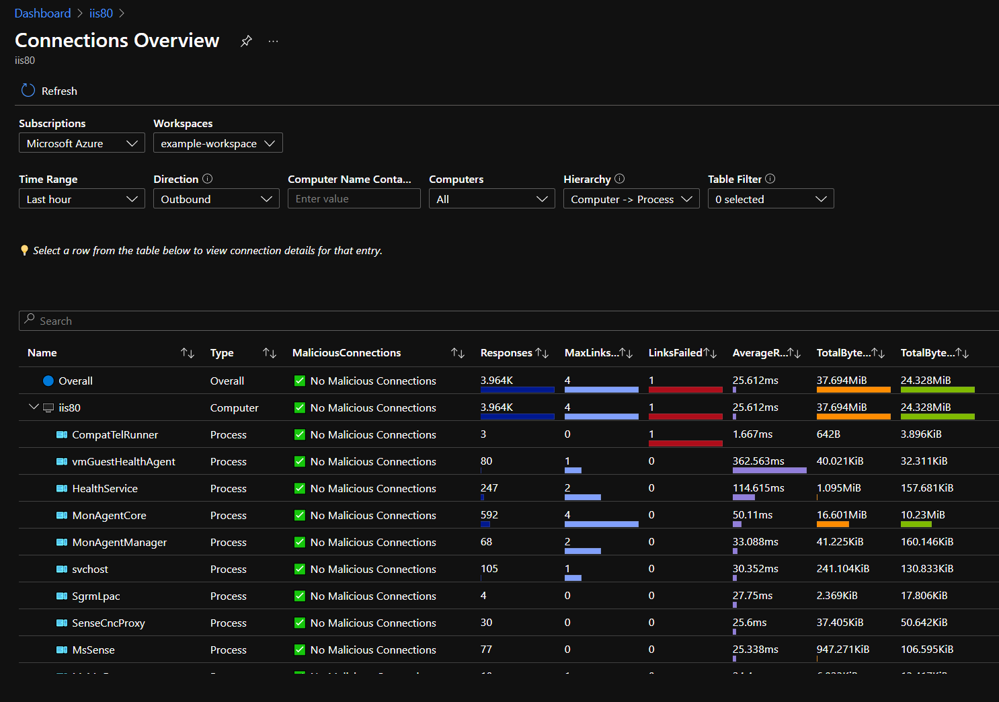 Dashboard > iis80 >
Connections Overview ...
iis80
Refresh
Subscriptions Workspaces
Microsoft Azure example-workspace
Time Range Direction Computer Name Conta... Computers Hierarchy Table Filter
Last hour Outbound Enter value All Computer -> Process 0 selected
Select a row from the table below to view connection details for that entry.
Search
Name Type MaliciousConnections Responses MaxLinks... LinksFailed AverageR... TotalByte... TotalByte...
Overall Overall No Malicious Connections 3.964K 4 1 25.612ms 37.694MiB 24.328MiB
iis80 Computer No Malicious Connections 3.964K 4 1 25.612ms 37.694MiB 24.328MiB
CompatTelRunner Process No Malicious Connections 3 0 1 1.667ms 642B 3.896KiB
vmGuestHealthAgent Process No Malicious Connections 80 1 0 362.563ms 40.021KiB 32.311KiB
HealthService Process No Malicious Connections 247 2 0 114.615ms 1.095MiB 157.681KiB
MonAgentCore Process No Malicious Connections 592 4 0 50.11ms 16.601MiB 10.23MiB
MonAgentManager Process No Malicious Connections 68 2 0 33.088ms 41.225KiB 160.146KiB
svchost Process No Malicious Connections 105 1 0 30.352ms 241.104KiB 130.833KiB
SgrmLpac Process No Malicious Connections 4 0 0 27.75ms 2.369KiB 17.806KiB
SenseCncProxy Process No Malicious Connections 30 0 0 25.6ms 37.405KiB 50.642KiB
MsSense Process No Malicious Connections 77 0 0 25.338ms 947.271KiB 106.595KiB